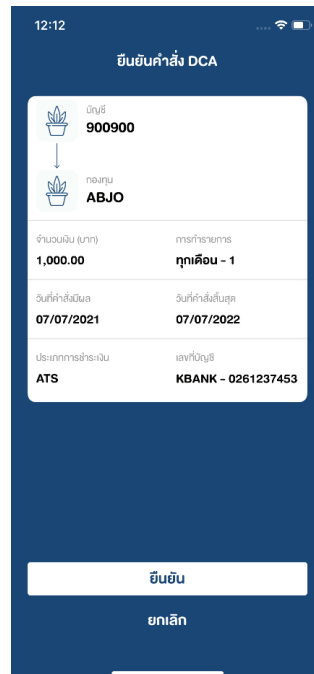 12:12
ยืนยันคำสั่ง DCA
บัญชี
900900
กองทุน
ABJO
จำนวนเงิน (บาท) การทำรายการ
1,000.00 ทุกเดือน - 1
วันที่คำสั่งมีผล วันที่คำสั่งสิ้นสุด
07/07/2021 07/07/2022
ประเภทการชำระเงิน เลขที่บัญชี
ATS KBANK - 0261237453
ยืนยัน
ยกเลิก